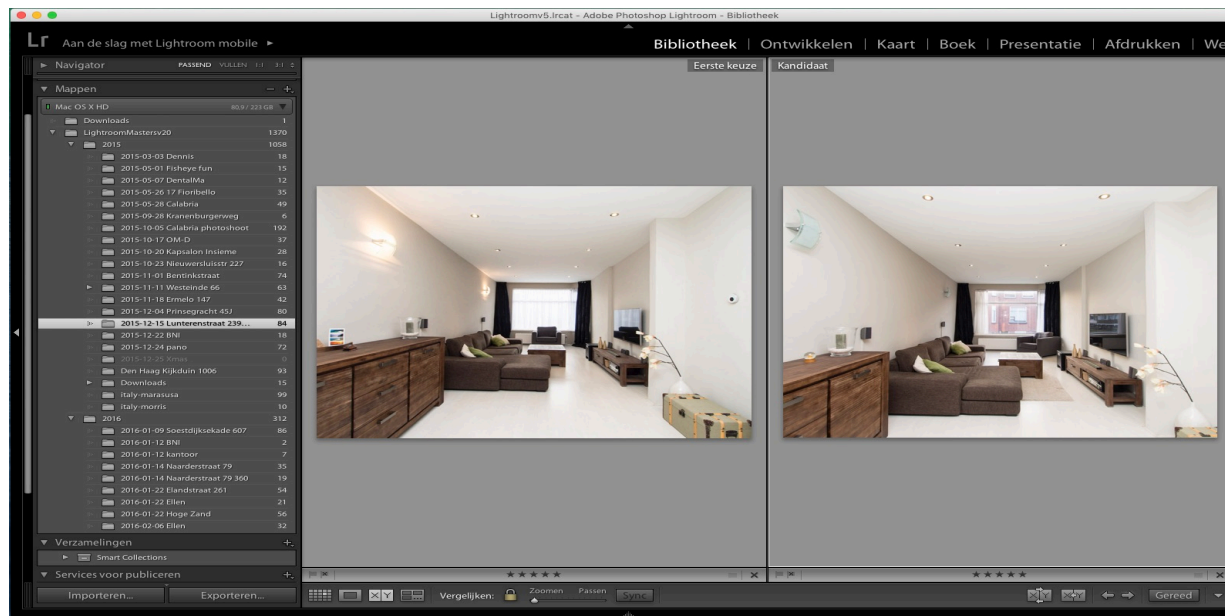 Lightroomv5.lrcat - Adobe Photoshop Lightroom - Bibliotheek
Lr Aan de slag met Lightroom mobile
Bibliotheek | Ontwikkelen | Kaart | Boek | Presentatie | Afdrukken | We
Navigator PASSEND VULLEN 1:1 3:1
Eerste keuze
Kandidaat
Mappen
Mac OS X HD 80,9 / 223 GB
Downloads 1
LightroomMastersv20 1370
2015 1058
2015-03-03 Dennis 18
2015-05-01 Fisheye fun 15
2015-05-07 DentalMa 12
2015-05-26 17 Fioribello 35
2015-05-28 Calabria 49
2015-09-28 Kranenburgerweg 6
2015-10-05 Calabria photoshoot 192
2015-10-17 OM-D 37
2015-10-20 Kapsalon Insieme 28
2015-10-23 Nieuwersluisstr 227 16
2015-11-01 Bentinkstraat 74
2015-11-11 Westeinde 66 63
2015-11-18 Ermelo 147 42
2015-12-04 Prinsegracht 45J 80
2015-12-15 Lunterenstraat 239... 84
2015-12-22 BNI 18
2015-12-24 pano 72
2015-12-25 Xmas 0
Den Haag Kijkduin 1006 93
Downloads 15
italy-marasusa 99
italy-morris 10
2016 312
2016-01-09 Soestdijksekade 607 86
2016-01-12 BNI 2
2016-01-12 kantoor 7
2016-01-14 Naarderstraat 79 35
2016-01-14 Naarderstraat 79 360 19
2016-01-22 Elandstraat 261 54
2016-01-22 Ellen 21
2016-01-22 Hoge Zand 56
2016-02-06 Ellen 32
Verzamelingen
Smart Collections
Services voor publiceren
Importeren... Exporteren...
XY Vergelijken: Zoomen Passen Sync
Gereed